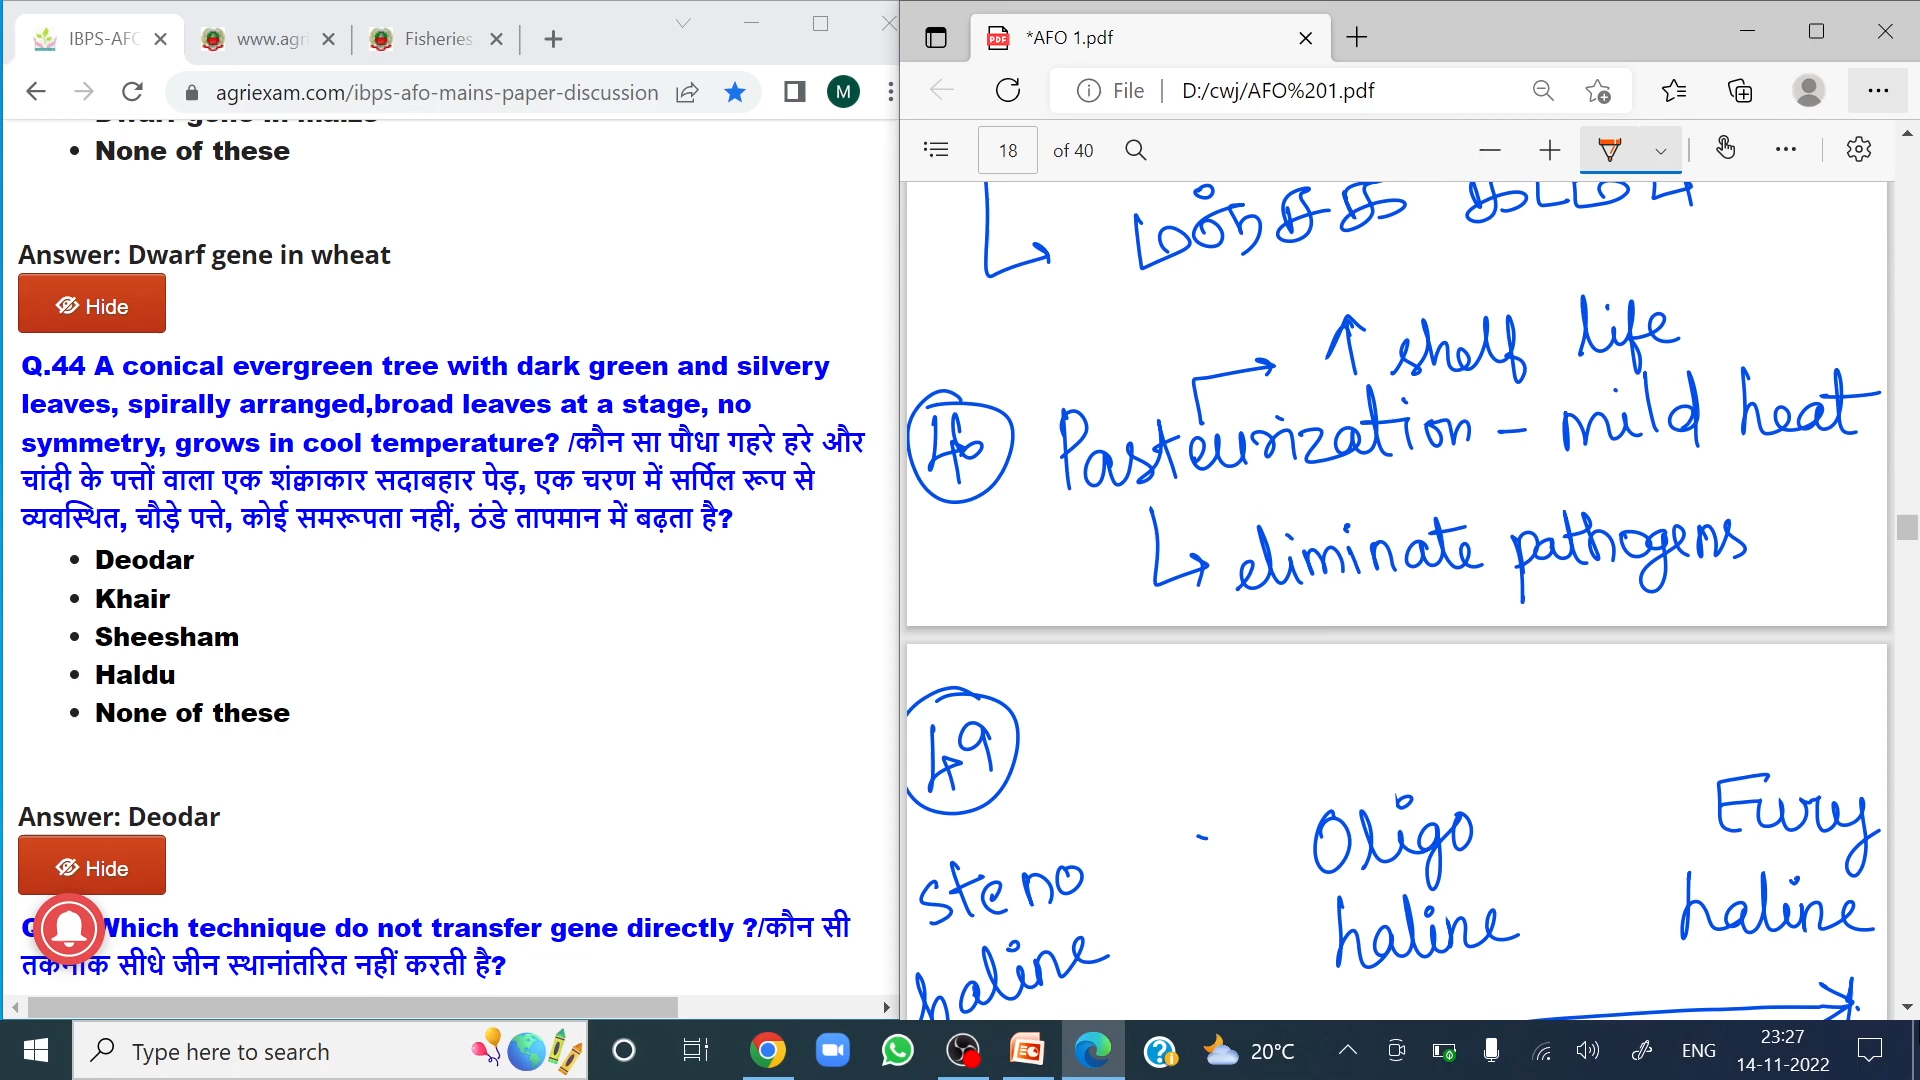 IBPS-AFC
www.agr
Fisheries
agriexam.com/ibps-afo-mains-paper-discussion
M
None of these
Answer: Dwarf gene in wheat
Hide
Q.44 A conical evergreen tree with dark green and silvery
leaves, spirally arranged,broad leaves at a stage, no
symmetry, grows in cool temperature? /कौन सा पौधा गहरे हरे और
चांदी के पत्तों वाला एक शंक्वाकार सदाबहार पेड़, एक चरण में सर्पिल रूप से
व्यवस्थित, चौड़े पत्ते, कोई समरूपता नहीं, ठंडे तापमान में बढ़ता है?
Deodar
Khair
Sheesham
Haldu
None of these
Answer: Deodar
Hide
Which technique do not transfer gene directly ?/कौन सी
तकनीक सीधे जीन स्थानांतरित नहीं करती है?
*AFO 1.pdf
PDF
File
D:/cwj/AFO%201.pdf
18 of 40
↑ shelf life
46 Pasteurization - mild heat
eliminate pathogens
49
steno haline
Oligo haline
Eury haline
Type here to search
20°C
ENG
23:27
14-11-2022